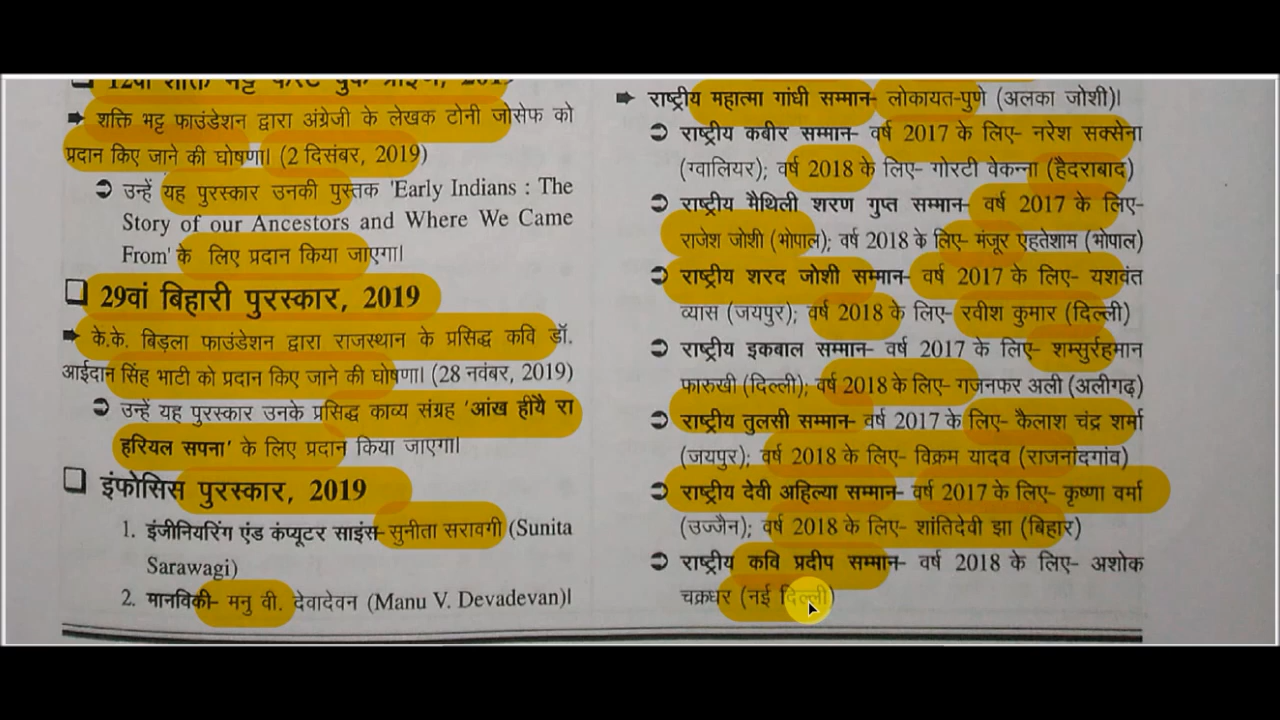 12वां शक्ति भट्ट फर्स्ट बुक प्राइज, 2019
➡ शक्ति भट्ट फाउंडेशन द्वारा अंग्रेजी के लेखक टोनी जोसेफ को
प्रदान किए जाने की घोषणा। (2 दिसंबर, 2019)
उन्हें यह पुरस्कार उनकी पुस्तक 'Early Indians : The
Story of our Ancestors and Where We Came
From' के लिए प्रदान किया जाएगा।
❑ 29वां बिहारी पुरस्कार, 2019
➡ के.के. बिड़ला फाउंडेशन द्वारा राजस्थान के प्रसिद्ध कवि डॉ.
आईदान सिंह भाटी को प्रदान किए जाने की घोषणा। (28 नवंबर, 2019)
उन्हें यह पुरस्कार उनके प्रसिद्ध काव्य संग्रह 'आंख हीयै रा
हरियल सपना' के लिए प्रदान किया जाएगा।
❑ इंफोसिस पुरस्कार, 2019
1. इंजीनियरिंग एंड कंप्यूटर साइंस- सुनीता सरावगी (Sunita
Sarawagi)
2. मानविकी- मनु वी. देवादेवन (Manu V. Devadevan)।
➡ राष्ट्रीय महात्मा गांधी सम्मान- लोकायत-पुणे (अलका जोशी)।
राष्ट्रीय कबीर सम्मान- वर्ष 2017 के लिए- नरेश सक्सेना
(ग्वालियर); वर्ष 2018 के लिए- गोरटी वेकन्ना (हैदराबाद)
राष्ट्रीय मैथिली शरण गुप्त सम्मान- वर्ष 2017 के लिए-
राजेश जोशी (भोपाल); वर्ष 2018 के लिए- मंजूर एहतेशाम (भोपाल)
राष्ट्रीय शरद जोशी सम्मान- वर्ष 2017 के लिए- यशवंत
व्यास (जयपुर); वर्ष 2018 के लिए- रवीश कुमार (दिल्ली)
राष्ट्रीय इकबाल सम्मान- वर्ष 2017 के लिए- शम्सुर्रहमान
फारुखी (दिल्ली); वर्ष 2018 के लिए- गजनफर अली (अलीगढ़)
राष्ट्रीय तुलसी सम्मान- वर्ष 2017 के लिए- कैलाश चंद्र शर्मा
(जयपुर); वर्ष 2018 के लिए- विक्रम यादव (राजनांदगांव)
राष्ट्रीय देवी अहिल्या सम्मान- वर्ष 2017 के लिए- कृष्णा वर्मा
(उज्जैन); वर्ष 2018 के लिए- शांतिदेवी झा (बिहार)
राष्ट्रीय कवि प्रदीप सम्मान- वर्ष 2018 के लिए- अशोक
चक्रधर (नई दिल्ली)